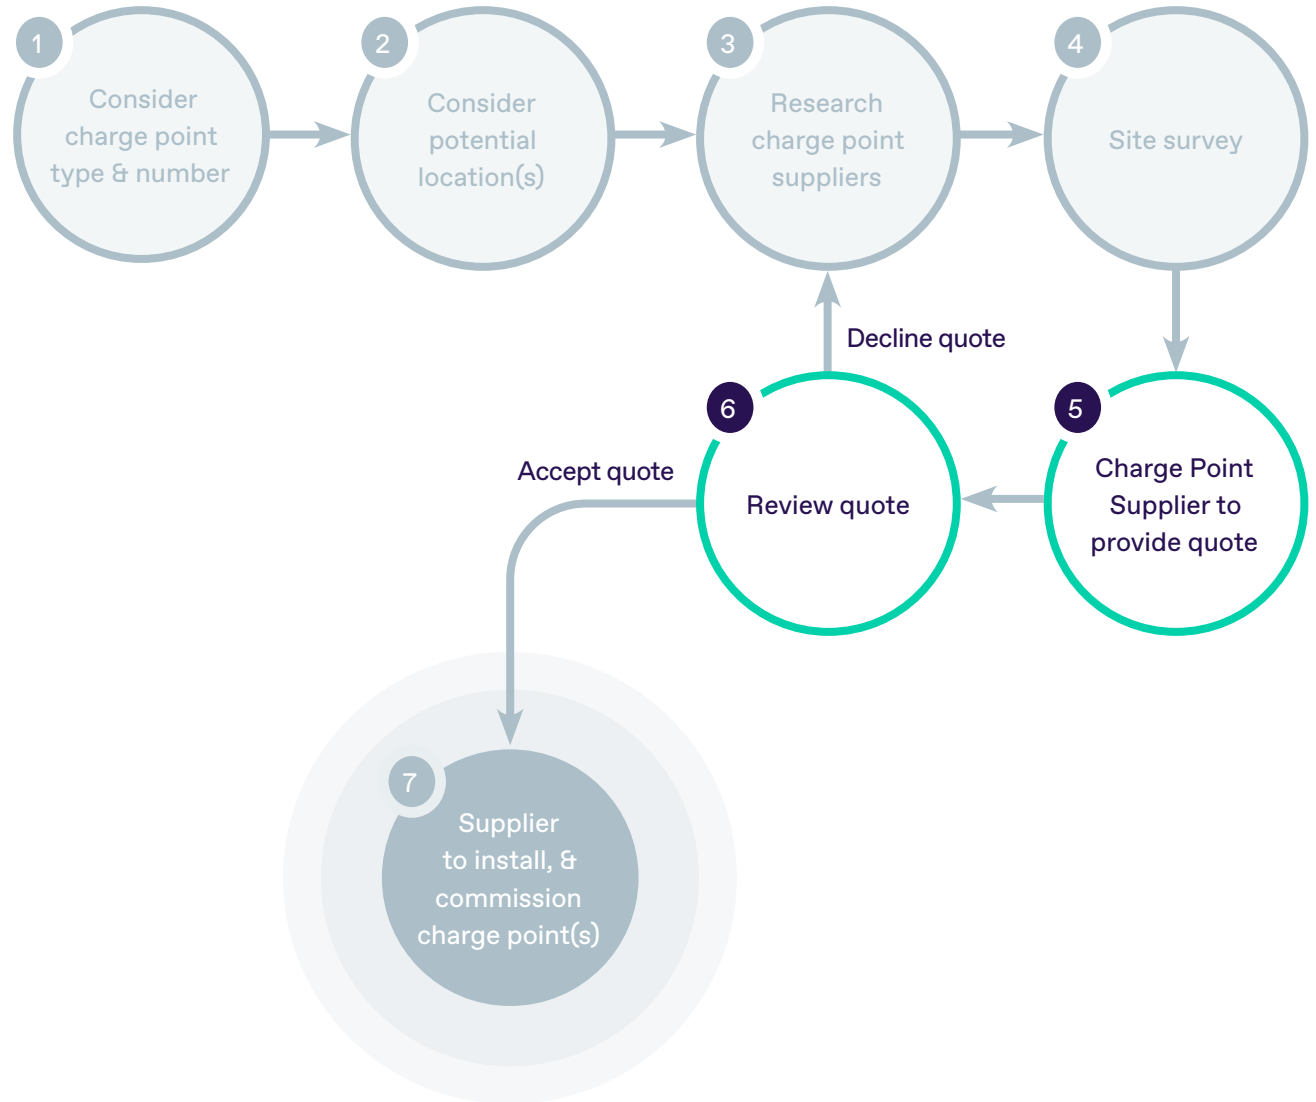 1
Consider
charge point
type & number
2
Consider
potential
location(s)
3
Research
charge point
suppliers
4
Site survey
Decline quote
5
Charge Point
Supplier to
provide quote
6
Review quote
Accept quote
7
Supplier
to install, &
commission
charge point(s)